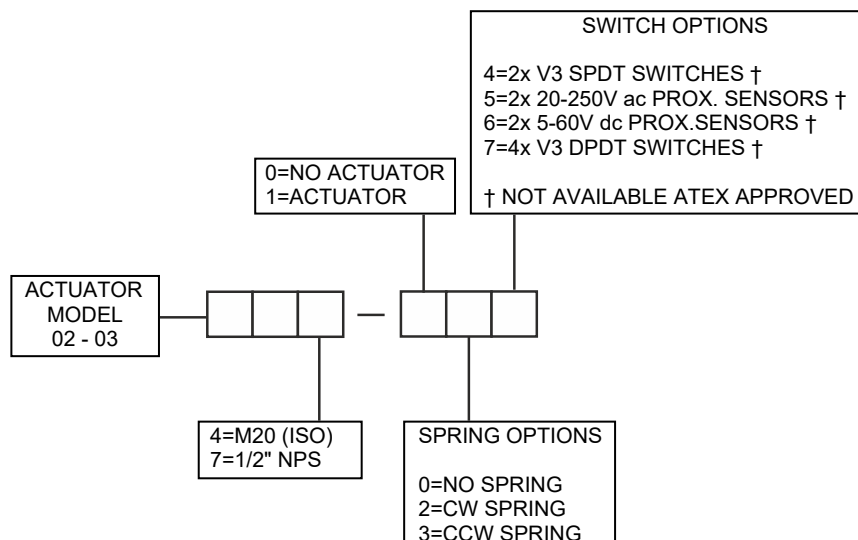 SWITCH OPTIONS
4=2x V3 SPDT SWITCHES †
5=2x 20-250V ac PROX. SENSORS †
6=2x 5-60V dc PROX.SENSORS †
7=4x V3 DPDT SWITCHES †
† NOT AVAILABLE ATEX APPROVED
0=NO ACTUATOR
1=ACTUATOR
ACTUATOR
MODEL
02 - 03
4=M20 (ISO)
7=1/2" NPS
SPRING OPTIONS
0=NO SPRING
2=CW SPRING
3=CCW SPRING